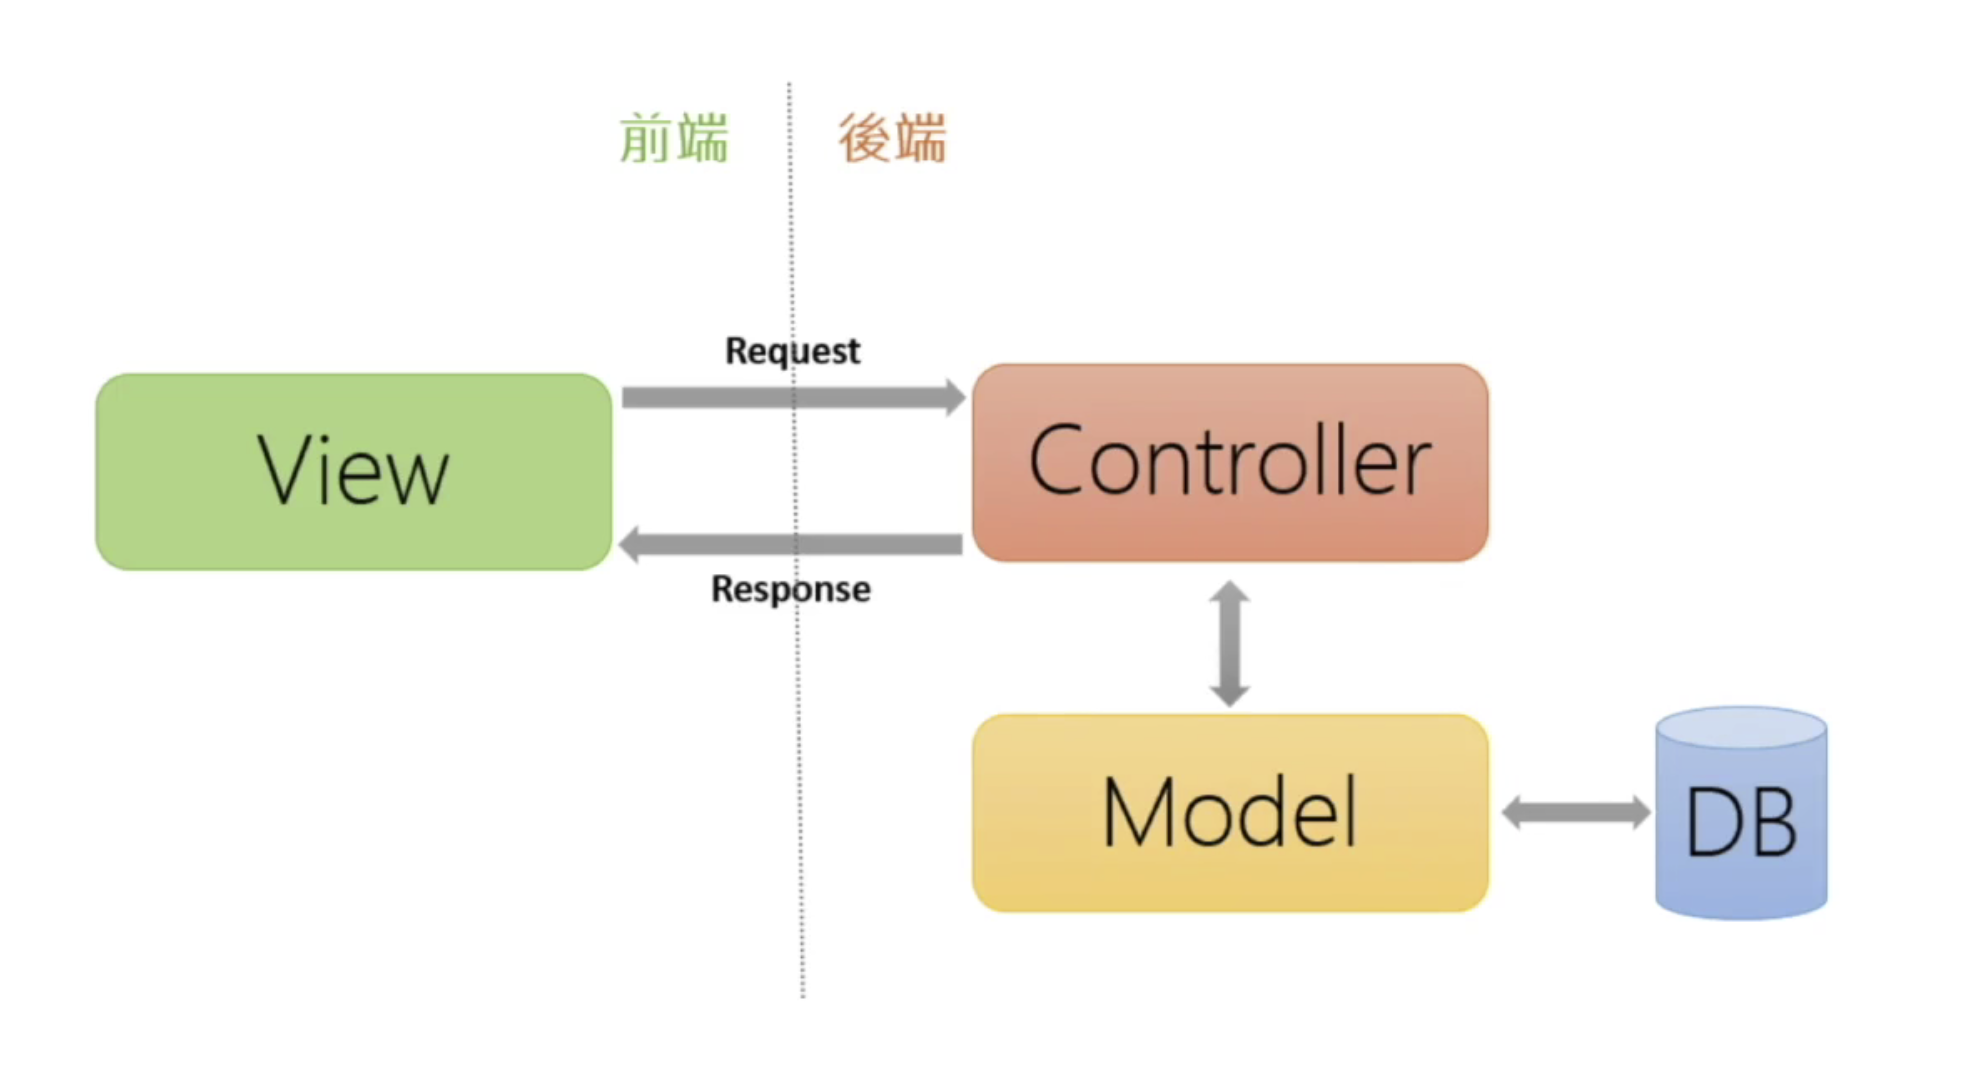 前端
後端
Request
View
Controller
Response
Model
DB